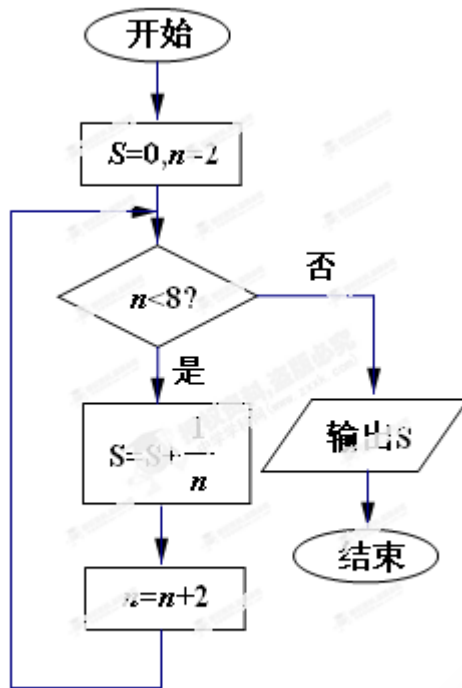 开始
S=0,n=2
n<8?
否
是
S=S+1/n
输出S
n=n+2
结束